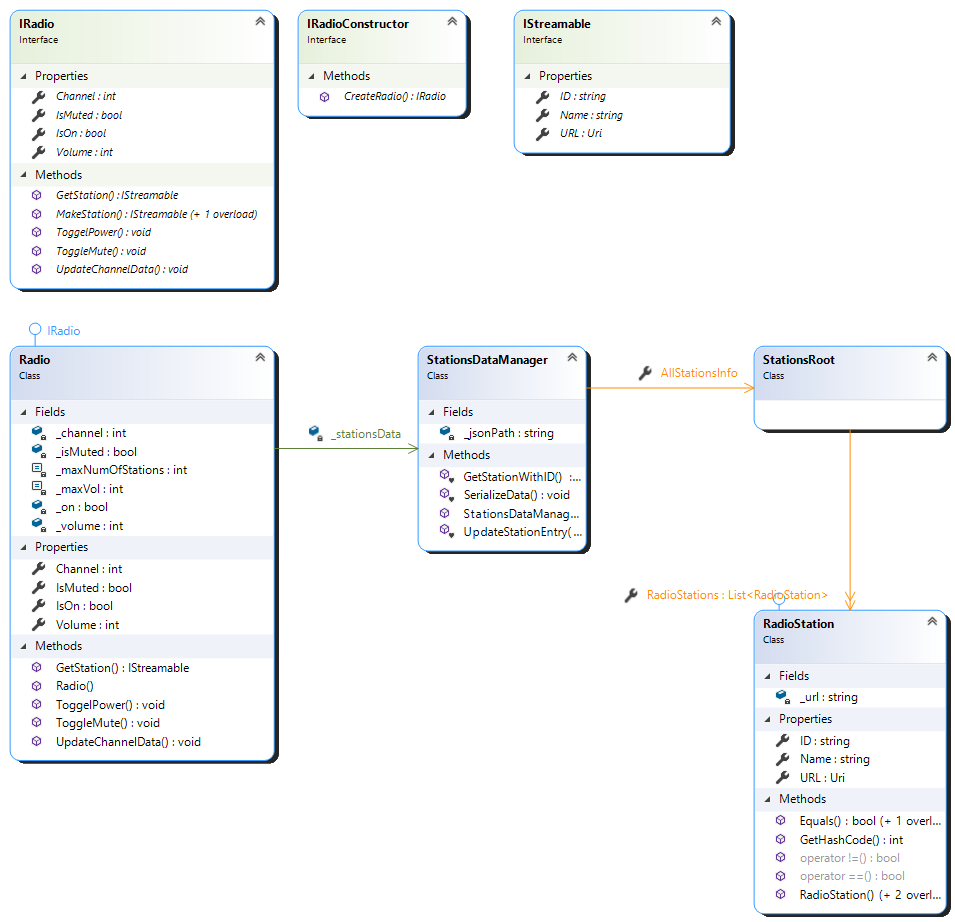 IRadio
Interface
Properties
Channel : int
IsMuted : bool
IsOn : bool
Volume : int
Methods
GetStation() : IStreamable
MakeStation() : IStreamable (+ 1 overload)
ToggelPower() : void
ToggleMute() : void
UpdateChannelData() : void
IRadioConstructor
Interface
Methods
CreateRadio() : IRadio
IStreamable
Interface
Properties
ID : string
Name : string
URL : Uri
IRadio
Radio
Class
Fields
_channel : int
_isMuted : bool
_maxNumOfStations : int
_maxVol : int
_on : bool
_volume : int
Properties
Channel : int
IsMuted : bool
IsOn : bool
Volume : int
Methods
GetStation() : IStreamable
Radio()
ToggelPower() : void
ToggleMute() : void
UpdateChannelData() : void
_stationsData
StationsDataManager
Class
Fields
_jsonPath : string
Methods
GetStationWithID() :...
SerializeData() : void
StationsDataManag...
UpdateStationEntry( ...
AllStationsInfo
StationsRoot
Class
RadioStations : List<RadioStation>
RadioStation
Class
Fields
_url : string
Properties
ID : string
Name : string
URL : Uri
Methods
Equals() : bool (+ 1 overl...
GetHashCode() : int
operator !=() : bool
operator ==() : bool
RadioStation() (+ 2 overl...